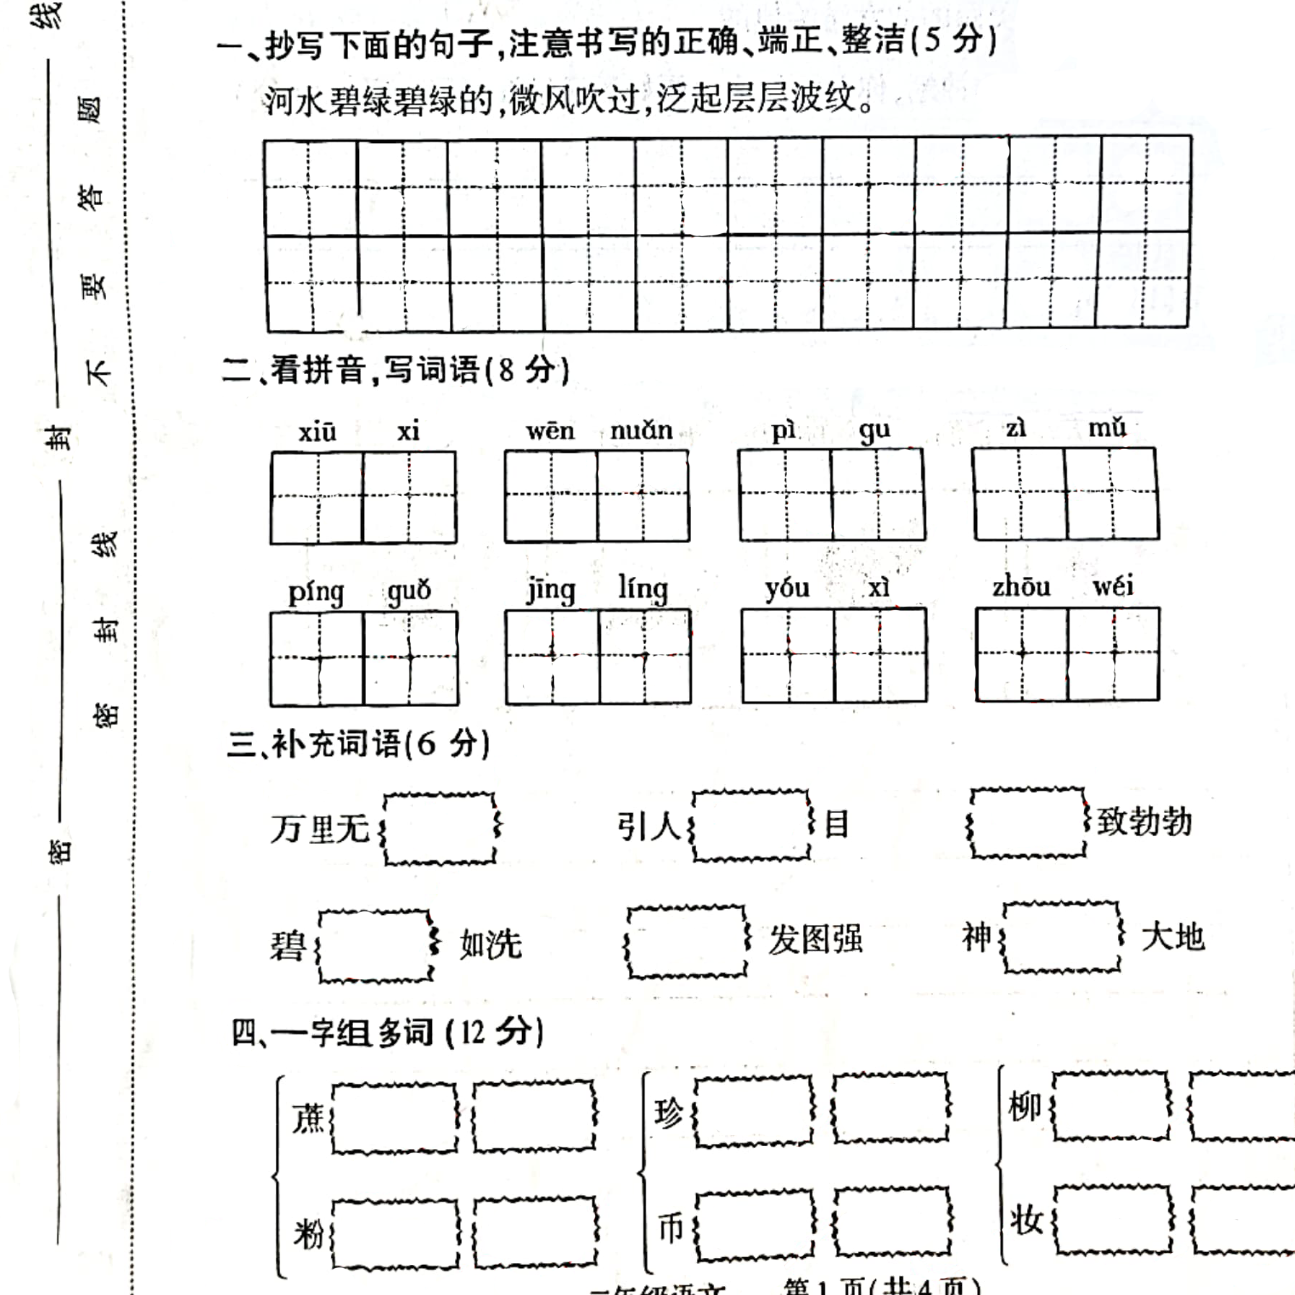 一、抄写下面的句子,注意书写的正确、端正、整洁(5 分)
河水碧绿碧绿的,微风吹过,泛起层层波纹。
二、看拼音,写词语(8 分)
xiū xi wēn nuǎn pì gu zì mǔ
píng guǒ jīng líng yóu xì zhōu wéi
三、补充词语(6 分)
万里无 引人 目 致勃勃
碧 如洗 发图强 神 大地
四、一字组多词(12 分)
蔗 珍 柳
粉 币 妆
二年级语文 第1页(共4页)
线 封 密
密 封 线 不 要 答 题